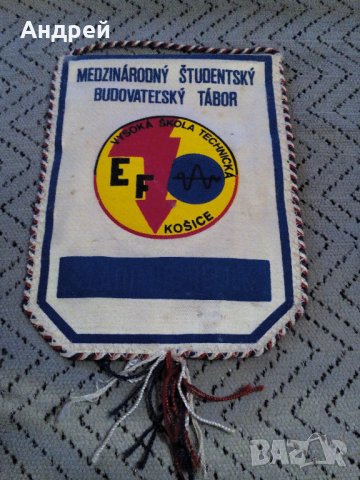 Андрей
MEDZINÁRODNÝ ŠTUDENTSKÝ
BUDOVATEĽSKÝ TÁBOR
VYSOKÁ ŠKOLA TECHNICKÁ
EF
KOŠICE
BAZAR